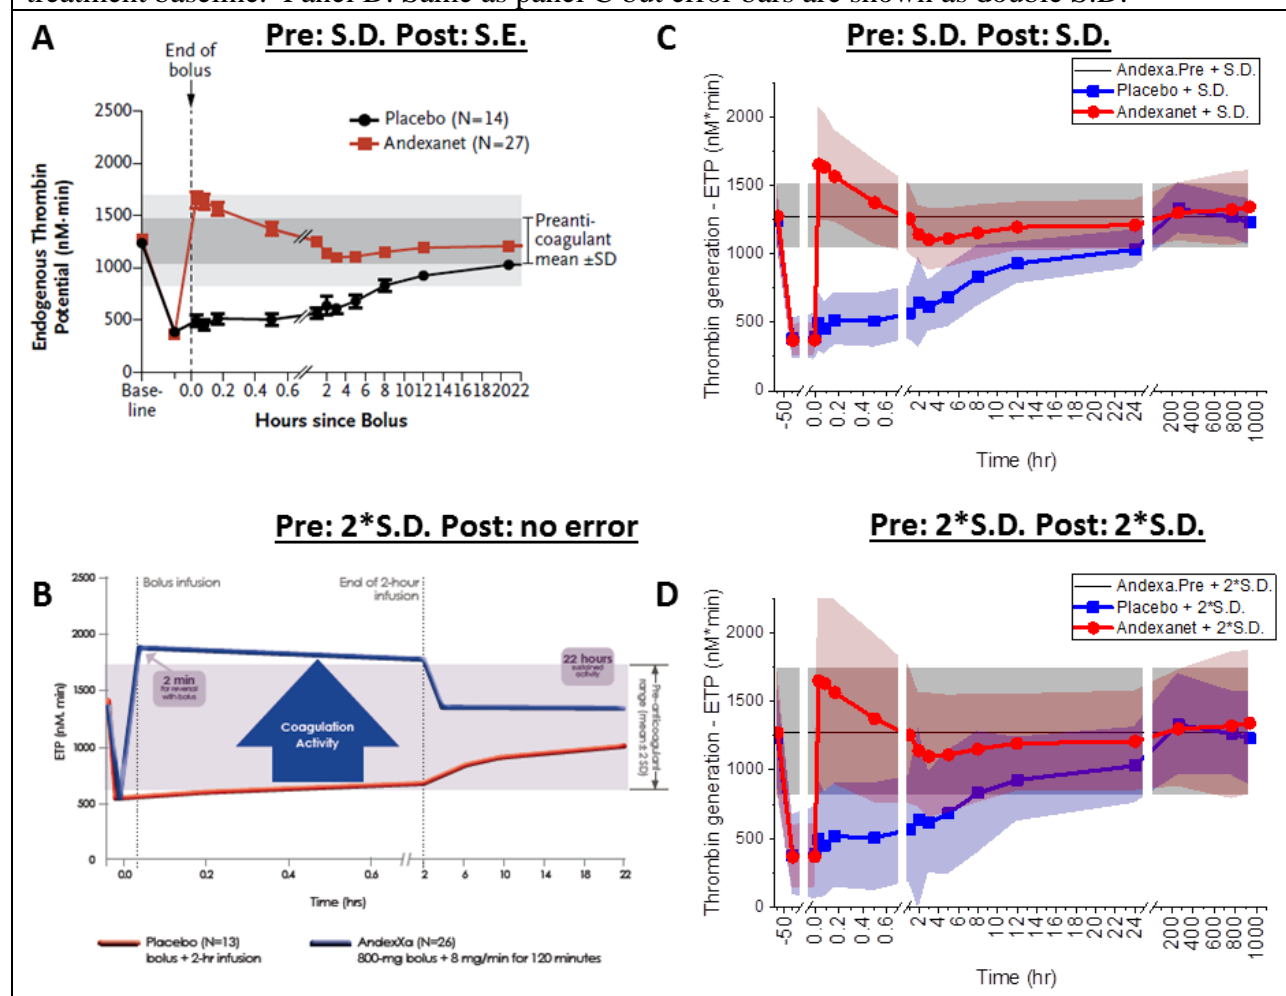 treatment baseline. Panel D: Same as panel C but error bars are shown as double S.D.
A
Pre: S.D. Post: S.E.
End of
bolus
2500
2000
1500
1000
500
0
Endogenous Thrombin
Potential (nM·min)
Placebo (N=14)
Andexanet (N=27)
Preanti-
coagulant
mean ±SD
Base-
line
0.0 0.2 0.4 0.6 2 4 6 8 10 12 14 16 18 20 22
Hours since Bolus
C
Pre: S.D. Post: S.D.
Andexa.Pre + S.D.
Placebo + S.D.
Andexanet + S.D.
Thrombin generation - ETP (nM*min)
2000
1500
1000
500
0
-50 0.0 0.2 0.4 0.6 2 4 6 8 10 12 14 16 18 20 22 24 200 400 600 800 1000
Time (hr)
B
Pre: 2*S.D. Post: no error
2500
2000
1500
1000
500
0
ETP (nM. min)
Bolus infusion
End of 2-hour
infusion
2 min
for reversal
with bolus
Coagulation
Activity
22 hours
sustained
activity
Pre-anticoagulant
range (mean ± 2 SD)
0.0 0.2 0.4 0.6 2 6 10 14 18 22
Time (hrs)
Placebo (N=13)
bolus + 2-hr infusion
AndexXa (N=26)
800-mg bolus + 8 mg/min for 120 minutes
D
Pre: 2*S.D. Post: 2*S.D.
Andexa.Pre + 2*S.D.
Placebo + 2*S.D.
Andexanet + 2*S.D.
Thrombin generation - ETP (nM*min)
2000
1500
1000
500
0
-50 0.0 0.2 0.4 0.6 2 4 6 8 10 12 14 16 18 20 22 24 200 400 600 800 1000
Time (hr)